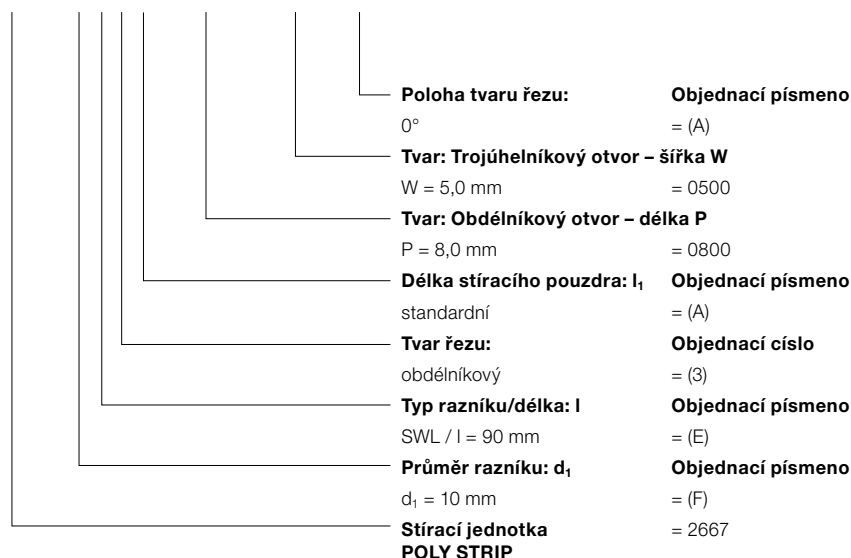 Poloha tvaru řezu: Objednací písmeno
0° = (A)
Tvar: Trojúhelníkový otvor – šířka W
W = 5,0 mm = 0500
Tvar: Obdélníkový otvor – délka P
P = 8,0 mm = 0800
Délka stíracího pouzdra: l₁ Objednací písmeno
standardní = (A)
Tvar řezu: Objednací císlo
obdélníkový = (3)
Typ razníku/délka: l Objednací písmeno
SWL / l = 90 mm = (E)
Průměr razníku: d₁ Objednací písmeno
d₁ = 10 mm = (F)
Stírací jednotka = 2667
POLY STRIP